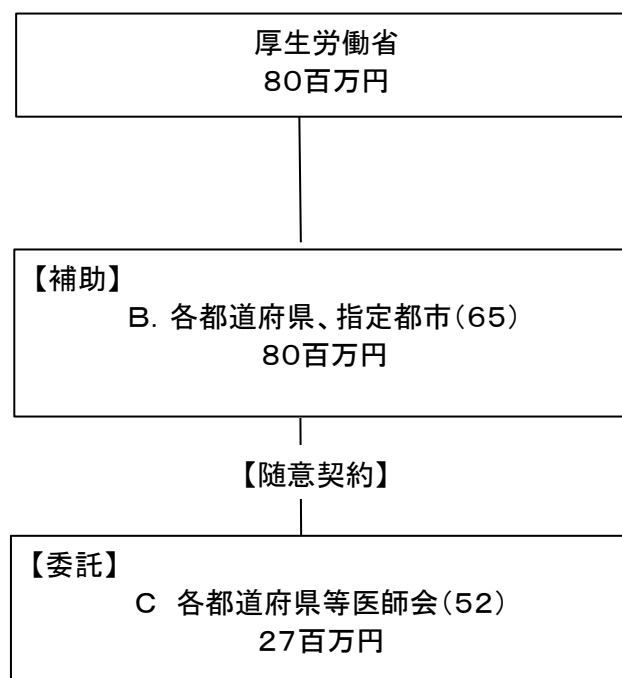 厚生労働省
80百万円
【補助】
B. 各都道府県、指定都市(65)
80百万円
【随意契約】
【委託】
C 各都道府県等医師会(52)
27百万円